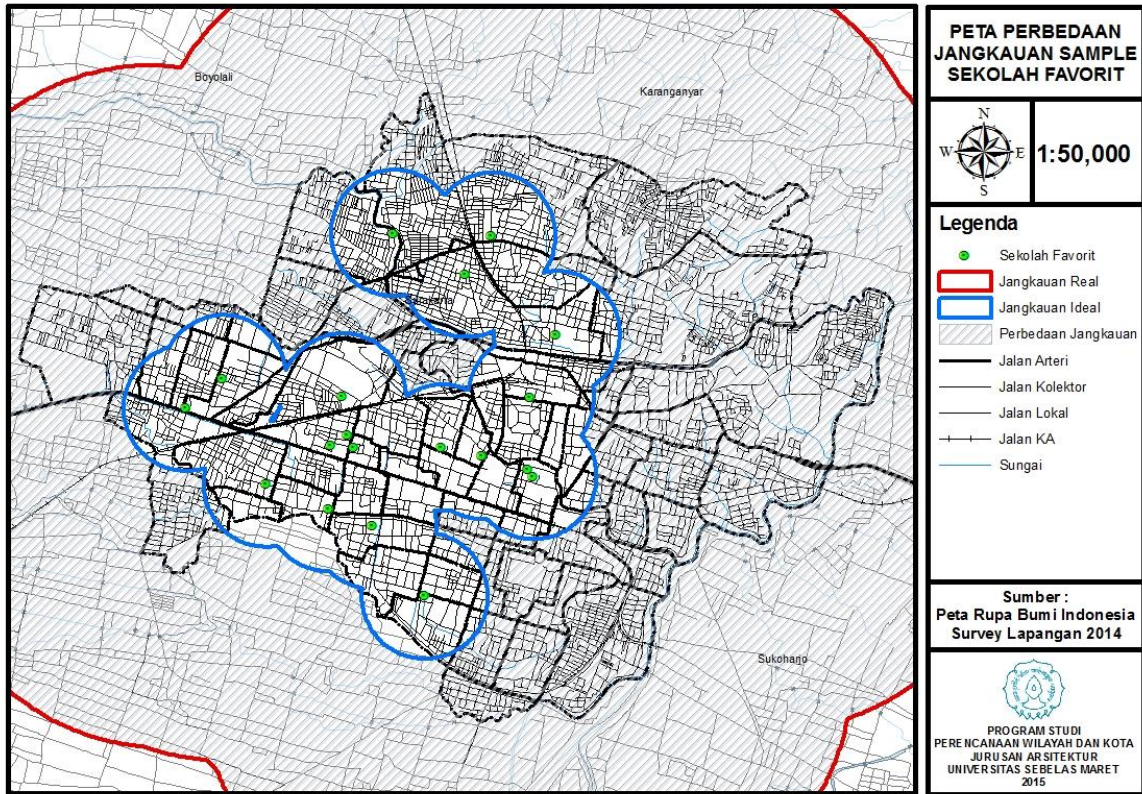 Boyolali
Karanganyar
Surakarta
Sukoharjo
PETA PERBEDAAN
JANGKAUAN SAMPLE
SEKOLAH FAVORIT
N
W
E
S
1:50,000
Legenda
Sekolah Favorit
Jangkauan Real
Jangkauan Ideal
Perbedaan Jangkauan
Jalan Arteri
Jalan Kolektor
Jalan Lokal
Jalan KA
Sungai
Sumber :
Peta Rupa Bumi Indonesia
Survey Lapangan 2014
PROGRAM STUDI
PERENCANAAN WILAYAH DAN KOTA
JURUSAN ARSITEKTUR
UNIVERSITAS SEBELAS MARET
2015